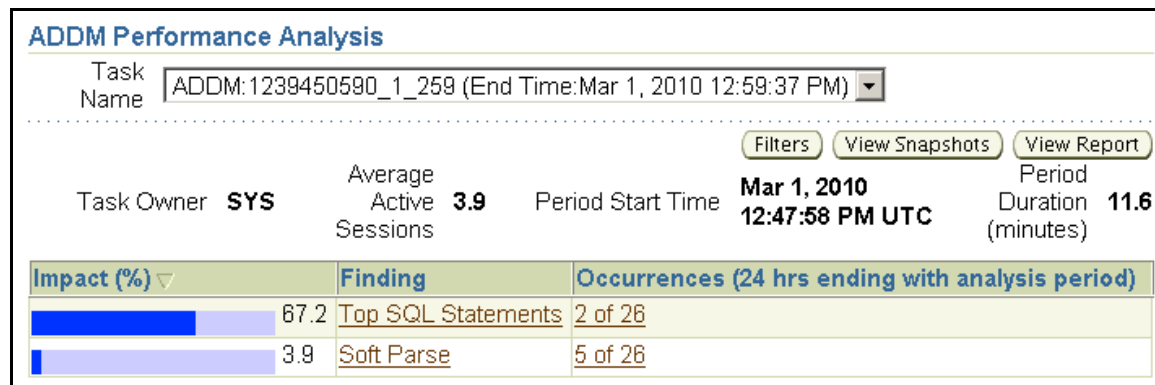 ADDM Performance Analysis
Task Name ADDM:1239450590_1_259 (End Time:Mar 1, 2010 12:59:37 PM)
Filters View Snapshots View Report
Task Owner SYS Average Active Sessions 3.9 Period Start Time Mar 1, 2010 12:47:58 PM UTC Period Duration (minutes) 11.6
Impact (%) Finding Occurrences (24 hrs ending with analysis period)
67.2 Top SQL Statements 2 of 26
3.9 Soft Parse 5 of 26